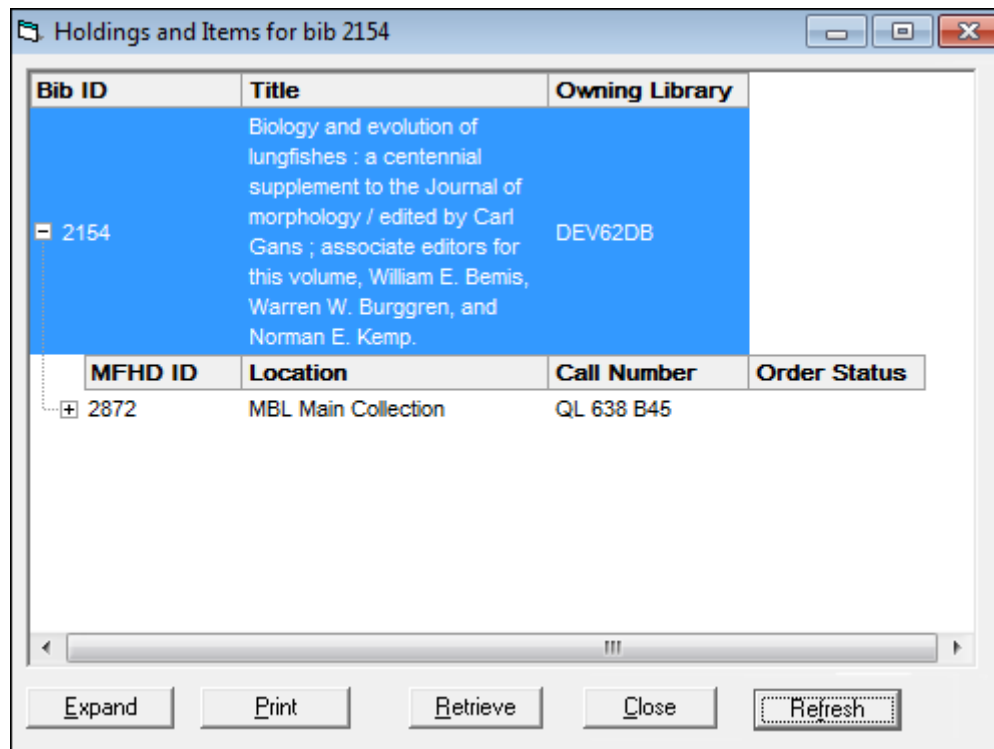 Holdings and Items for bib 2154
Bib ID Title Owning Library
Biology and evolution of
lungfishes : a centennial
supplement to the Journal of
morphology / edited by Carl
2154 Gans ; associate editors for DEV62DB
this volume, William E. Bemis,
Warren W. Burggren, and
Norman E. Kemp.
MFHD ID Location Call Number Order Status
2872 MBL Main Collection QL 638 B45
Expand Print Retrieve Close Refresh